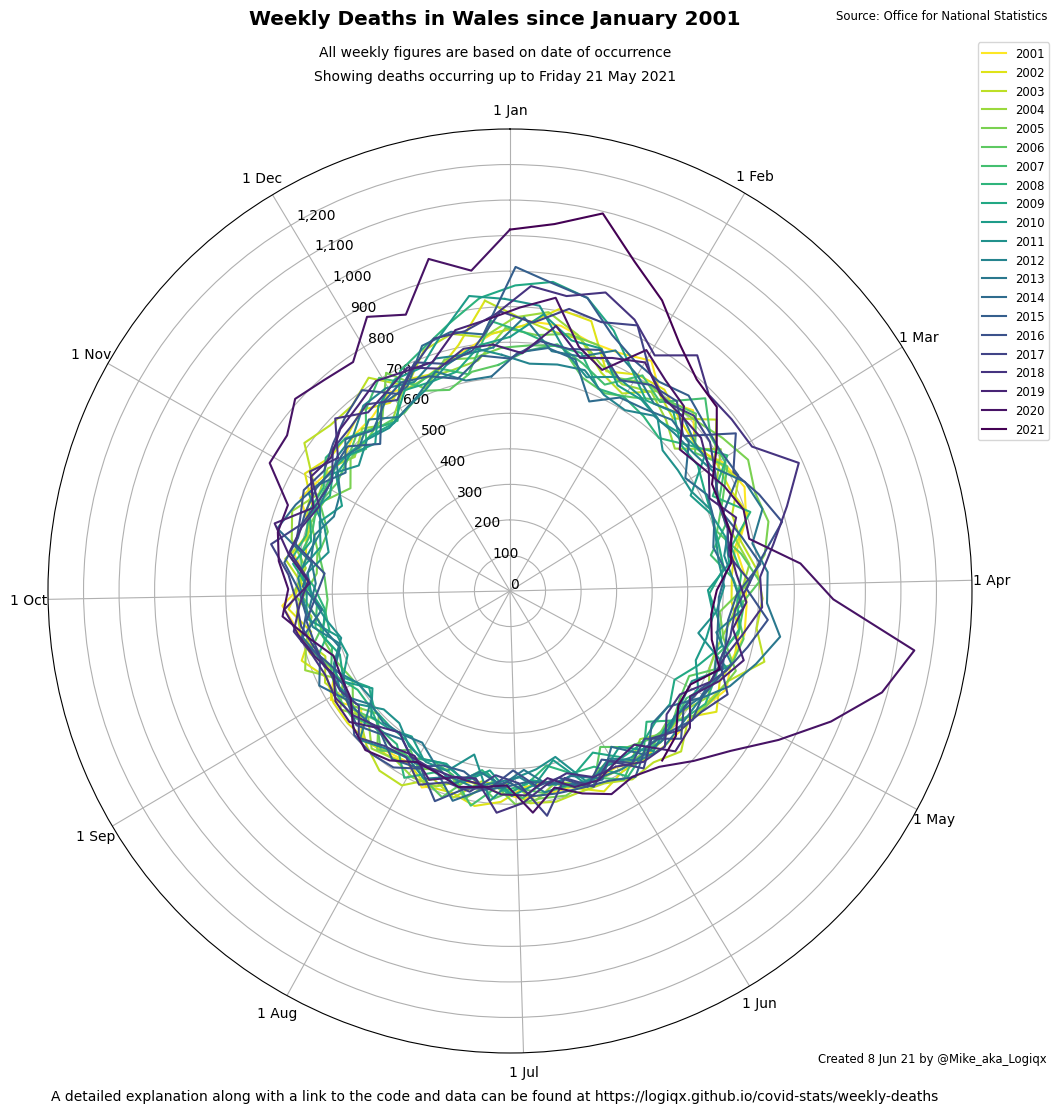 Weekly Deaths in Wales since January 2001
Source: Office for National Statistics
All weekly figures are based on date of occurrence
Showing deaths occurring up to Friday 21 May 2021
2001
2002
2003
2004
2005
2006
2007
2008
2009
2010
2011
2012
2013
2014
2015
2016
2017
2018
2019
2020
2021
1 Jan
1 Feb
1 Mar
1 Apr
1 May
1 Jun
1 Jul
1 Aug
1 Sep
1 Oct
1 Nov
1 Dec
1,200
1,100
1,000
900
800
700
600
500
400
300
200
100
0
Created 8 Jun 21 by @Mike_aka_Logiqx
A detailed explanation along with a link to the code and data can be found at https://logiqx.github.io/covid-stats/weekly-deaths